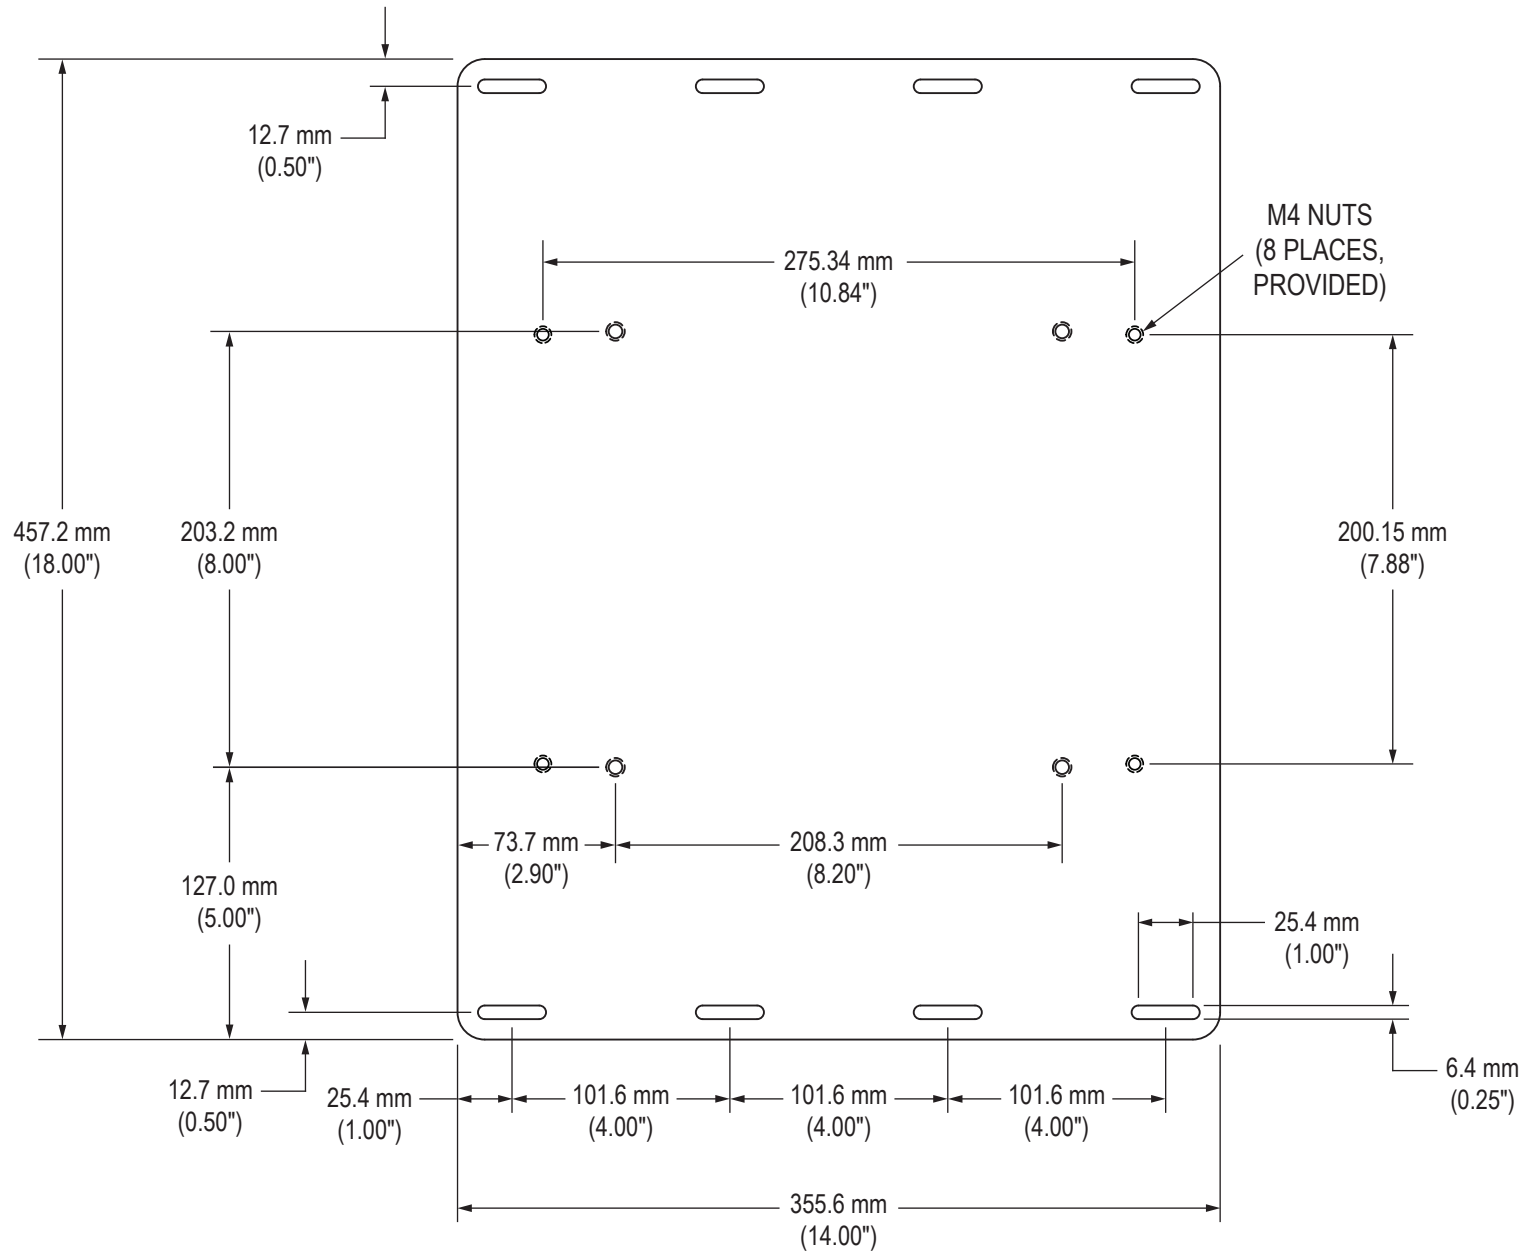 12.7 mm
(0.50")
M4 NUTS
(8 PLACES,
PROVIDED)
275.34 mm
(10.84")
457.2 mm
(18.00")
203.2 mm
(8.00")
200.15 mm
(7.88")
73.7 mm
(2.90")
208.3 mm
(8.20")
127.0 mm
(5.00")
25.4 mm
(1.00")
6.4 mm
(0.25")
12.7 mm
(0.50")
25.4 mm
(1.00")
101.6 mm
(4.00")
101.6 mm
(4.00")
101.6 mm
(4.00")
355.6 mm
(14.00")